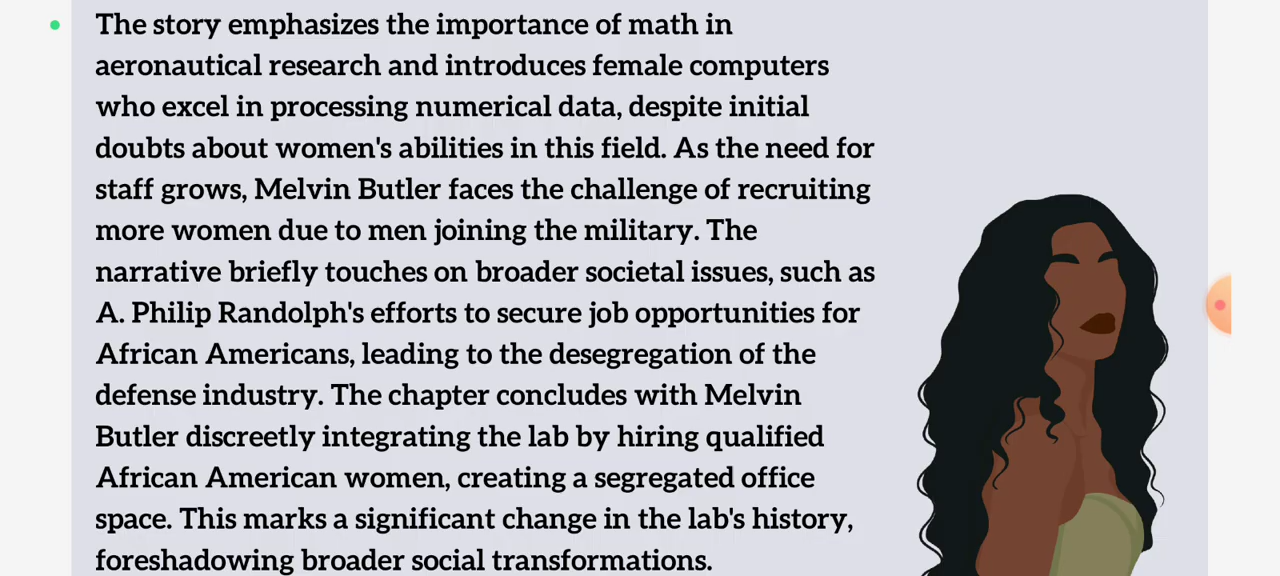 The story emphasizes the importance of math in
aeronautical research and introduces female computers
who excel in processing numerical data, despite initial
doubts about women's abilities in this field. As the need for
staff grows, Melvin Butler faces the challenge of recruiting
more women due to men joining the military. The
narrative briefly touches on broader societal issues, such as
A. Philip Randolph's efforts to secure job opportunities for
African Americans, leading to the desegregation of the
defense industry. The chapter concludes with Melvin
Butler discreetly integrating the lab by hiring qualified
African American women, creating a segregated office
space. This marks a significant change in the lab's history,
foreshadowing broader social transformations.